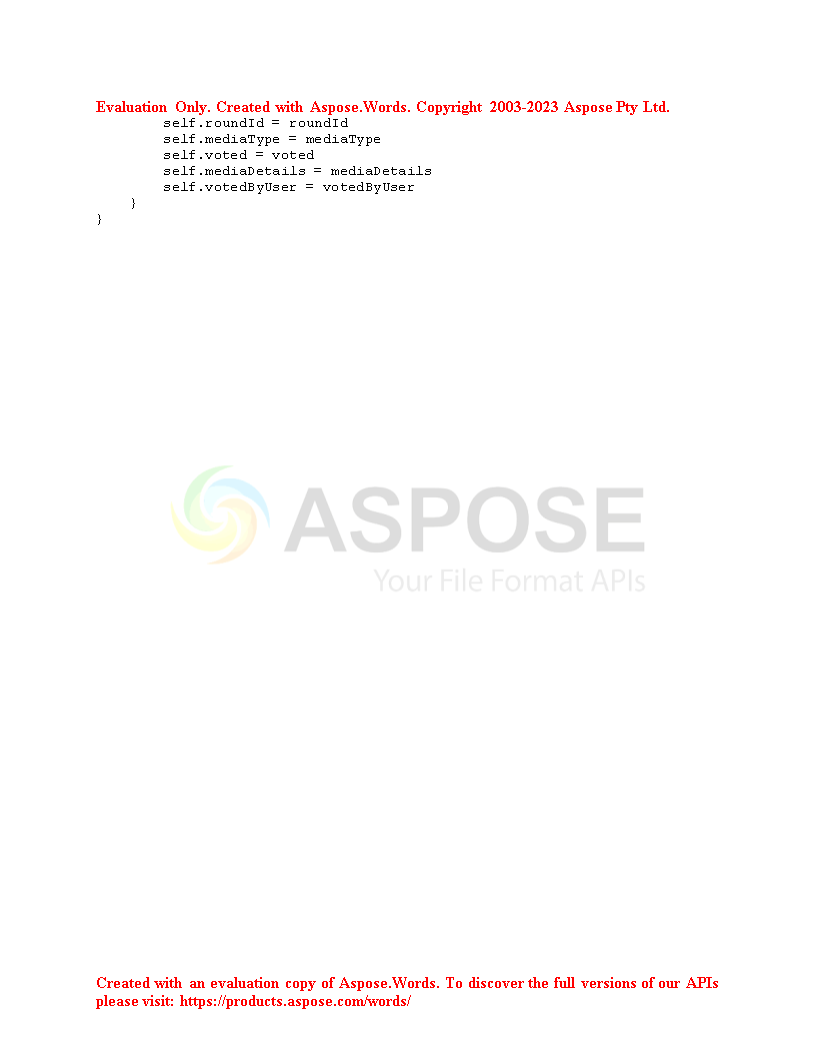 Evaluation Only. Created with Aspose.Words. Copyright 2003-2023 Aspose Pty Ltd.
        self.roundId = roundId
        self.mediaType = mediaType
        self.voted = voted
        self.mediaDetails = mediaDetails
        self.votedByUser = votedByUser
    }
}
ASPOSE
Your File Format APIs
Created with an evaluation copy of Aspose.Words. To discover the full versions of our APIs
please visit: https://products.aspose.com/words/